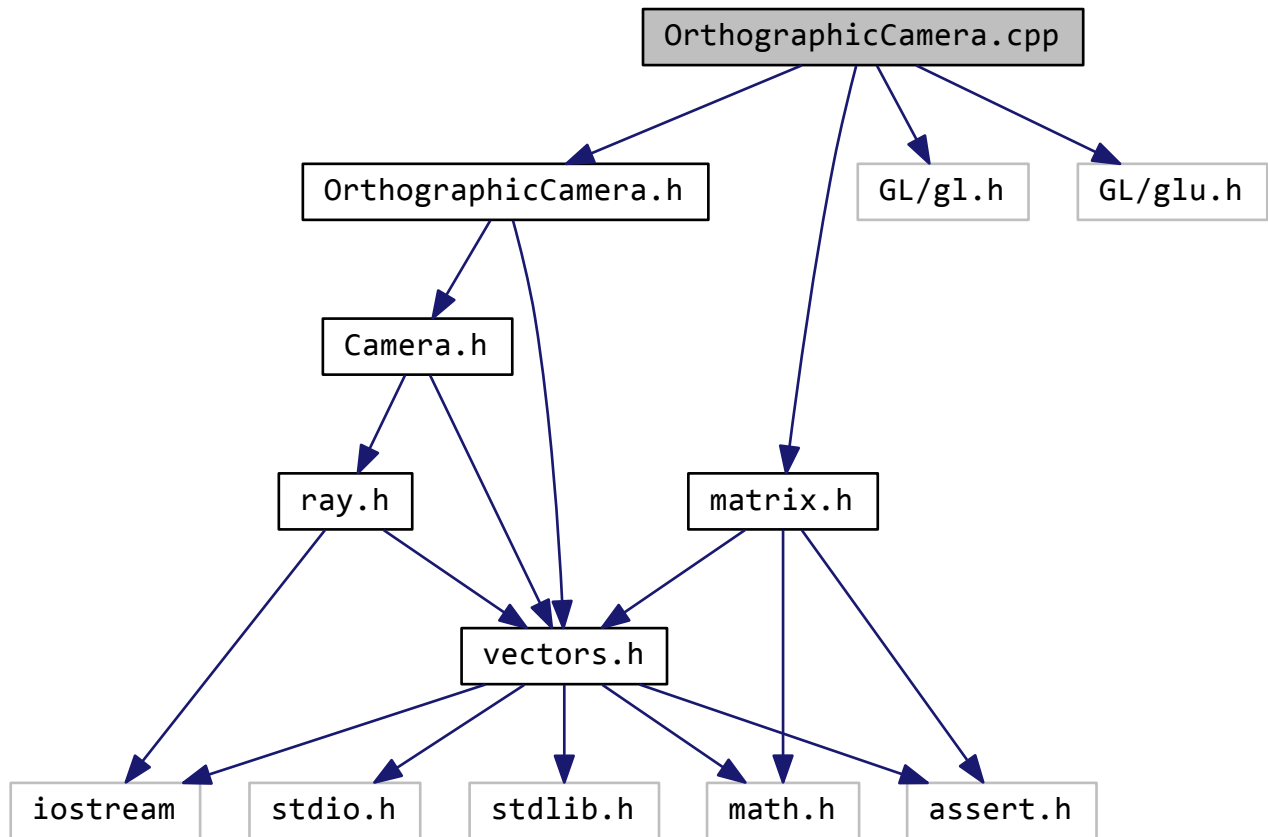 OrthographicCamera.cpp
OrthographicCamera.h
GL/gl.h
GL/glu.h
Camera.h
ray.h
matrix.h
vectors.h
iostream
stdio.h
stdlib.h
math.h
assert.h